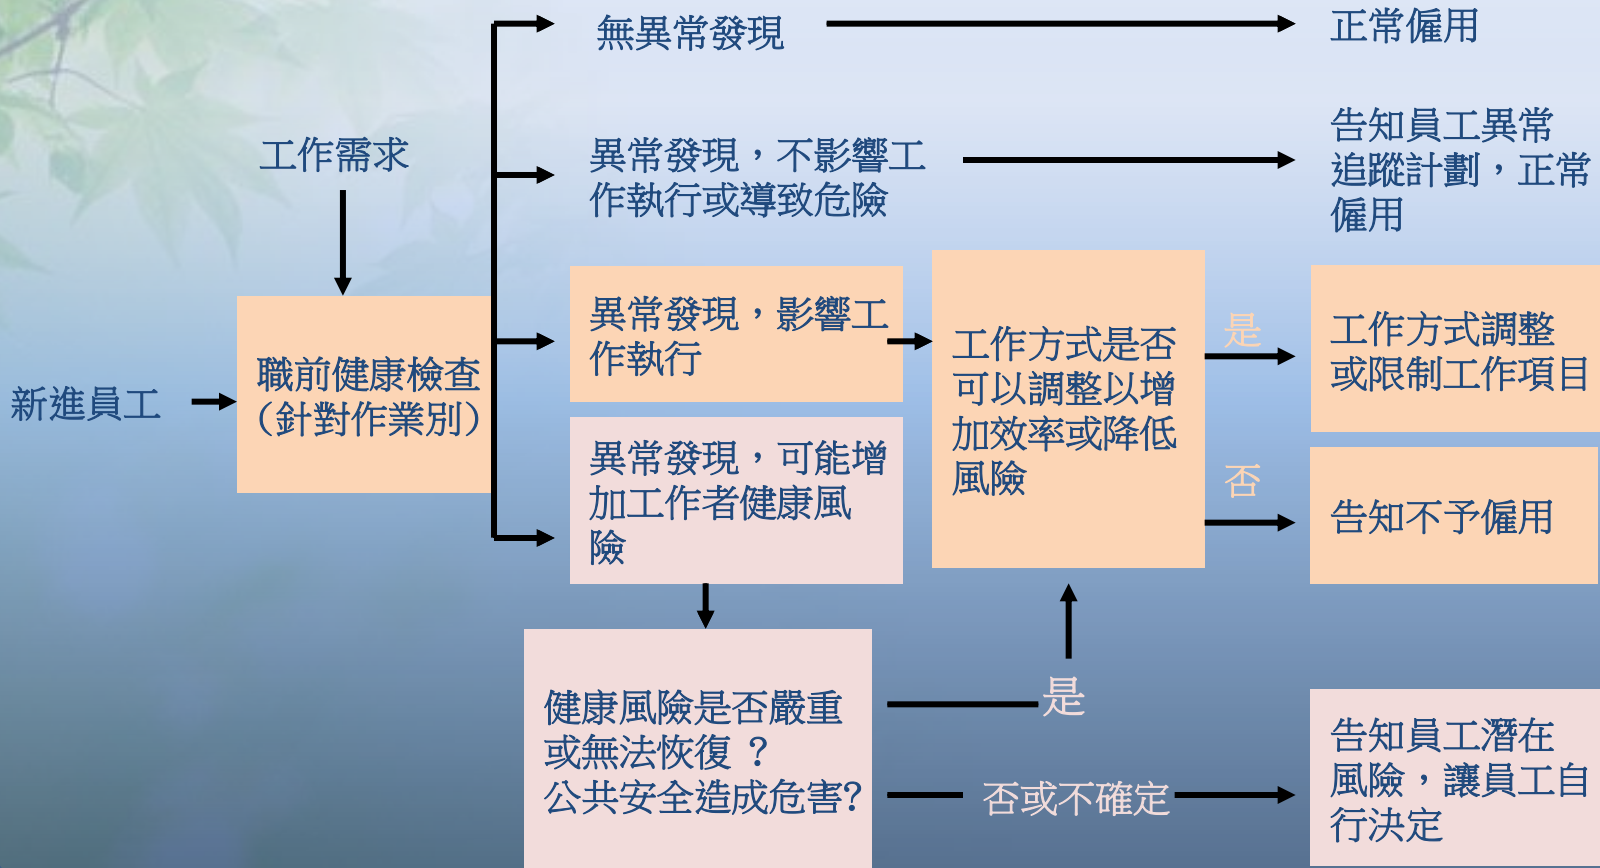 無異常發現
正常僱用
工作需求
異常發現，不影響工
作執行或導致危險
告知員工異常
追蹤計劃，正常
僱用
新進員工
職前健康檢查
（針對作業別）
異常發現，影響工
作執行
異常發現，可能增
加工作者健康風
險
工作方式是否
可以調整以增
加效率或降低
風險
是
工作方式調整
或限制工作項目
否
告知不予僱用
健康風險是否嚴重
或無法恢復 ？
公共安全造成危害?
是
否或不確定
告知員工潛在
風險，讓員工自
行決定